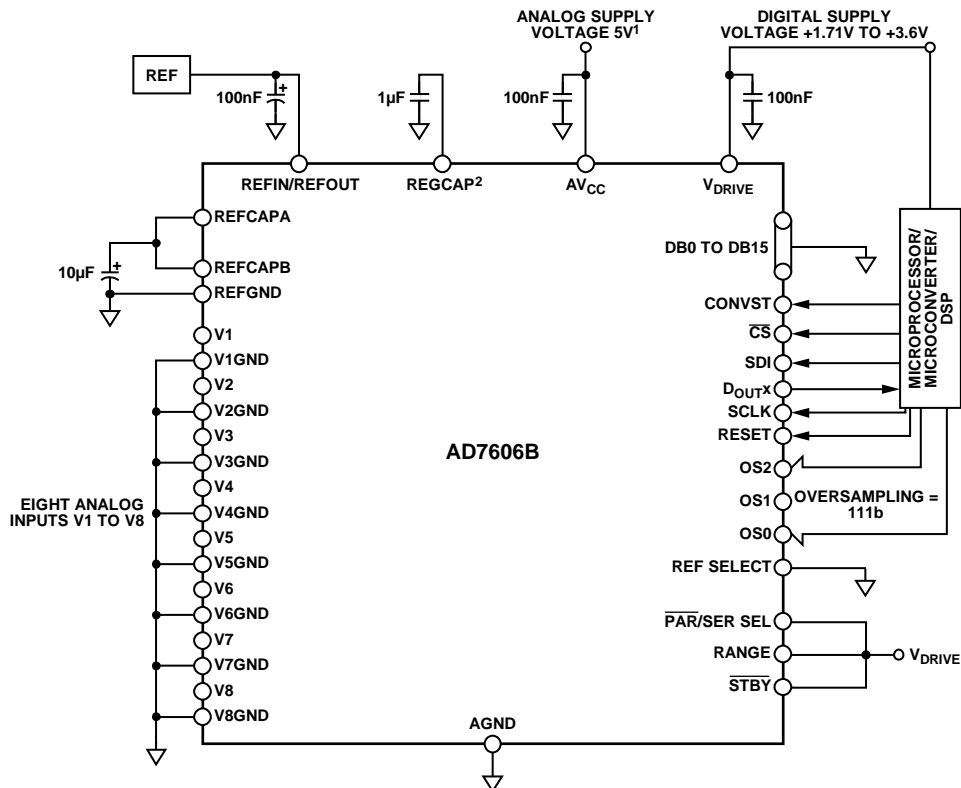 ANALOG SUPPLY
VOLTAGE 5V1
DIGITAL SUPPLY
VOLTAGE +1.71V TO +3.6V
REF
100nF
+
1µF
100nF
100nF
REFIN/REFOUT
REGCAP2
AVCC
VDRIVE
REFCAPA
REFCAPB
REFGND
10µF
+
V1
V1GND
V2
V2GND
V3
V3GND
V4
V4GND
V5
V5GND
V6
V6GND
V7
V7GND
V8
V8GND
EIGHT ANALOG
INPUTS V1 TO V8
AD7606B
AGND
DB0 TO DB15
CONVST
CS
SDI
DOUTx
SCLK
RESET
OS2
OS1
OS0
OVERSAMPLING =
111b
REF SELECT
PAR/SER SEL
RANGE
STBY
VDRIVE
MICROPROCESSOR/
MICROCONVERTER/
DSP